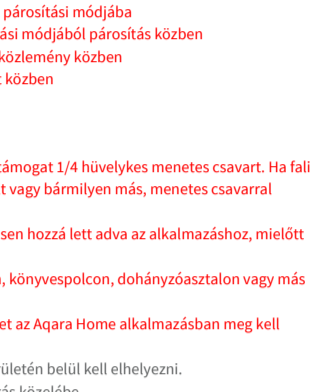 párosítási módjába
ási módjából párosítás közben
közlemény közben
közben
ámogat 1/4 hüvelykes menetes csavart. Ha fali
t vagy bármilyen más, menetes csavarral
sen hozzá lett adva az alkalmazáshoz, mielőtt
, könyvespolcon, dohányzóasztalon vagy más
et az Aqara Home alkalmazásban meg kell
ületén belül kell elhelyezni.